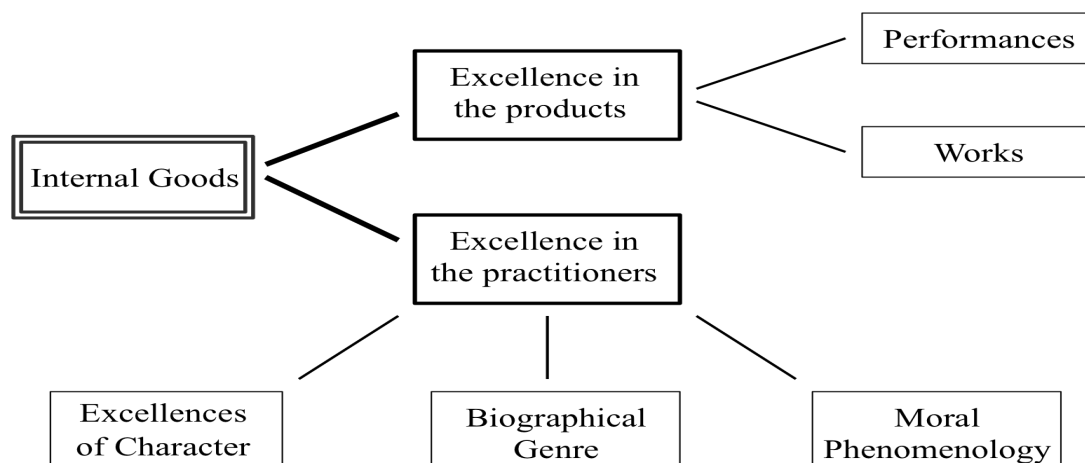 Performances
Excellence in
the products
Internal Goods
Works
Excellence in
the practitioners
Excellences
of Character
Biographical
Genre
Moral
Phenomenology